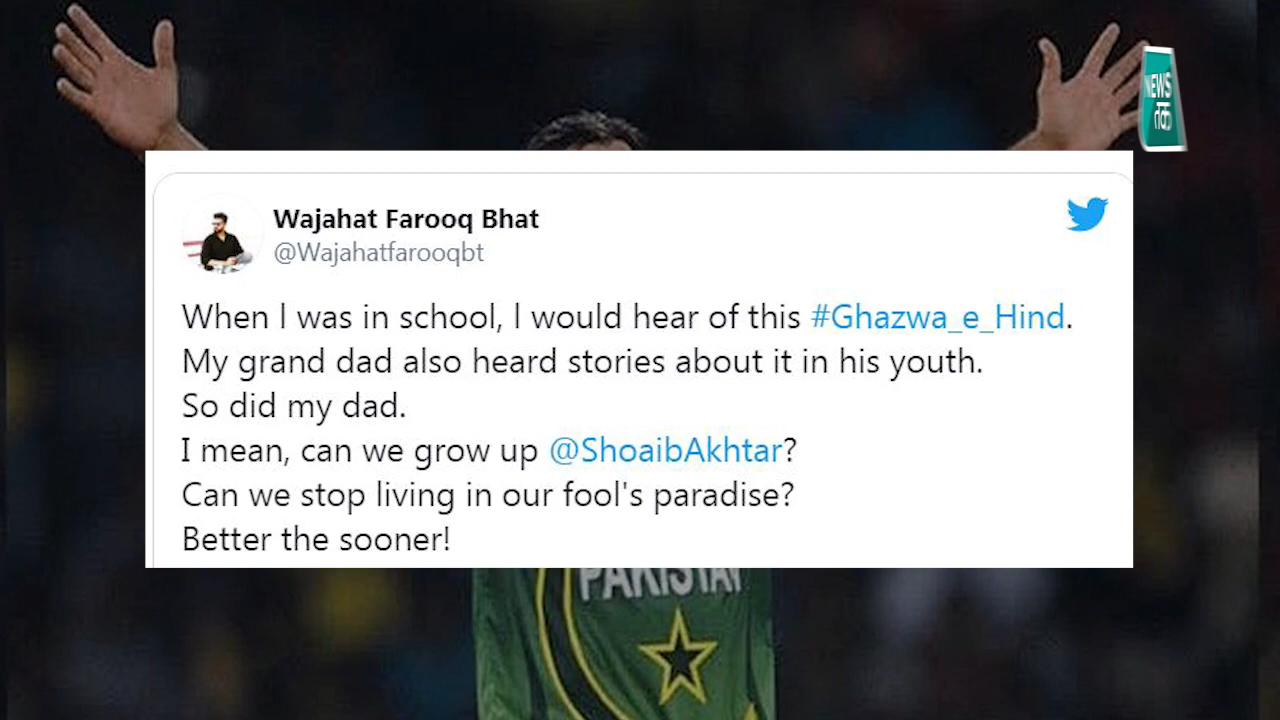 NEWS
तक
Wajahat Farooq Bhat
@Wajahatfarooqbt
When I was in school, I would hear of this #Ghazwa_e_Hind.
My grand dad also heard stories about it in his youth.
So did my dad.
I mean, can we grow up @ShoaibAkhtar?
Can we stop living in our fool's paradise?
Better the sooner!
PAKISTAN